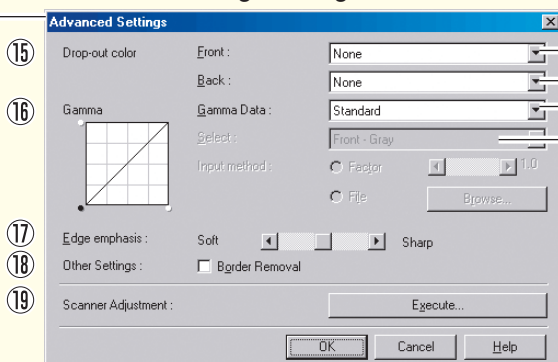 Advanced Settings
⑮ Drop-out color Front : None
Back : None
⑯ Gamma Gamma Data : Standard
Select : Front - Gray
Input method : Factor 1.0
File Browse...
⑰ Edge emphasis : Soft Sharp
⑱ Other Settings : Border Removal
⑲ Scanner Adjustment : Execute...
OK Cancel Help